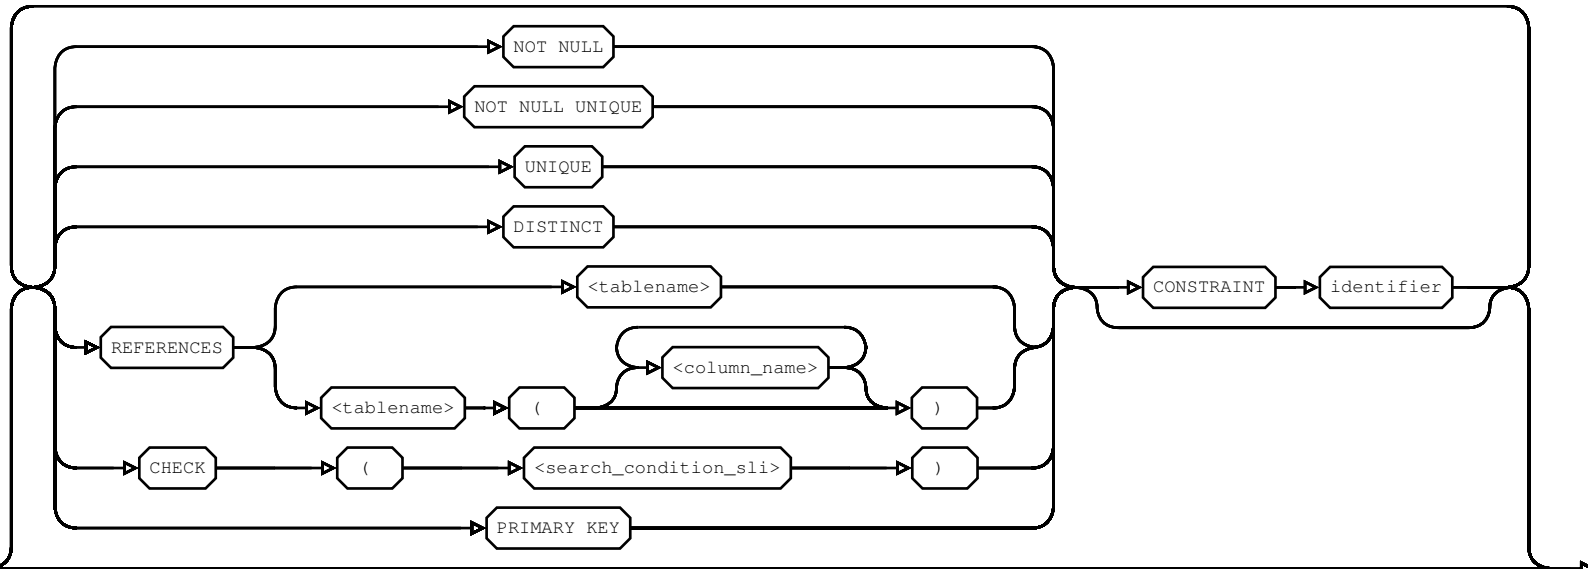 NOT NULL
NOT NULL UNIQUE
UNIQUE
DISTINCT
<tablename>
CONSTRAINT identifier
REFERENCES
<column_name>
<tablename> ( )
CHECK ( <search_condition_sli> )
PRIMARY KEY